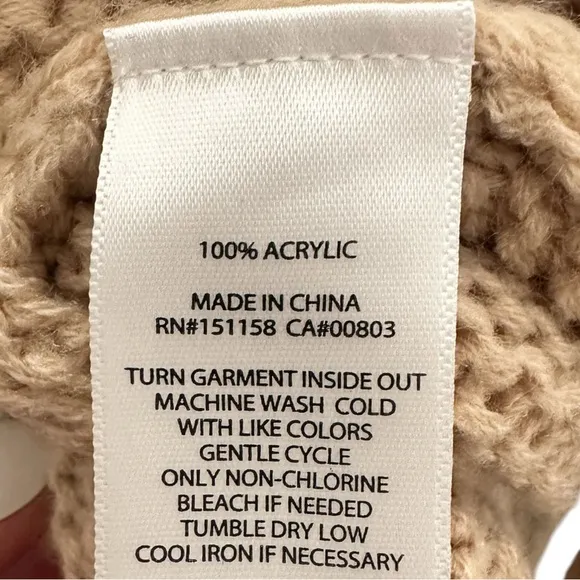 100% ACRYLIC
MADE IN CHINA
RN#151158 CA#00803
TURN GARMENT INSIDE OUT
MACHINE WASH COLD
WITH LIKE COLORS
GENTLE CYCLE
ONLY NON-CHLORINE
BLEACH IF NEEDED
TUMBLE DRY LOW
COOL IRON IF NECESSARY